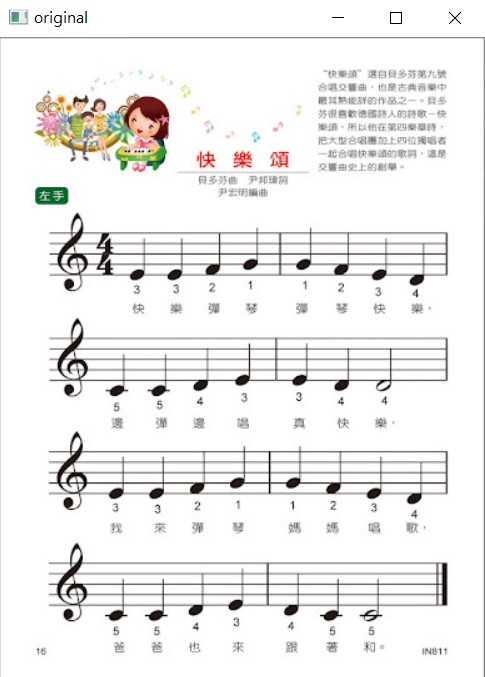 original
“快樂頌”選自貝多芬第九號
合唱交響曲，也是古典音樂中
最耳熟能詳的作品之一。貝多
芬很喜歡德國詩人的詩歌－快
樂頌，所以他在第四樂章時，
把大型合唱團加上四位獨唱者
一起合唱快樂頌的歌詞，這是
交響曲史上的創舉。
快 樂 頌
貝多芬曲 尹邦瑋詞
尹宏明編曲
左手
4
4
3 3 2 1 1 2 3 4
快 樂 彈 琴 彈 琴 快 樂，
5 5 4 3 3 4 4
邊 彈 邊 唱 真 快 樂，
3 3 2 1 1 2 3 4
我 來 彈 琴 媽 媽 唱 歌，
5 5 4 3 4 5 5
爸 爸 也 來 跟 著 和。
16
IN811